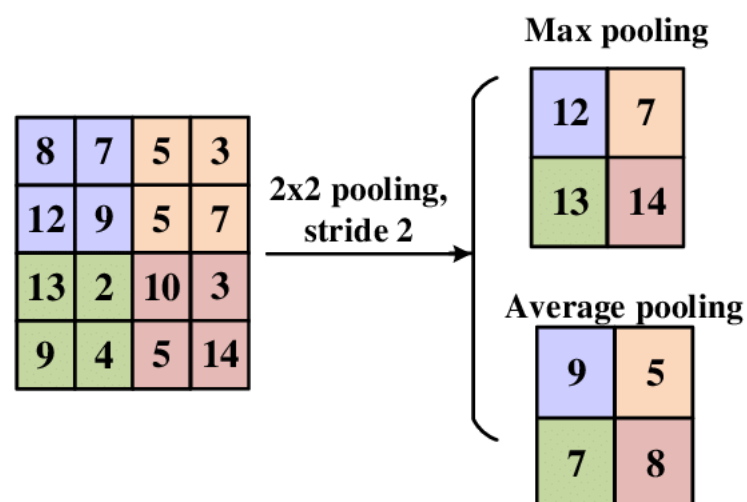 8 7 5 3
12 9 5 7
13 2 10 3
9 4 5 14
2x2 pooling,
stride 2
Max pooling
12 7
13 14
Average pooling
9 5
7 8